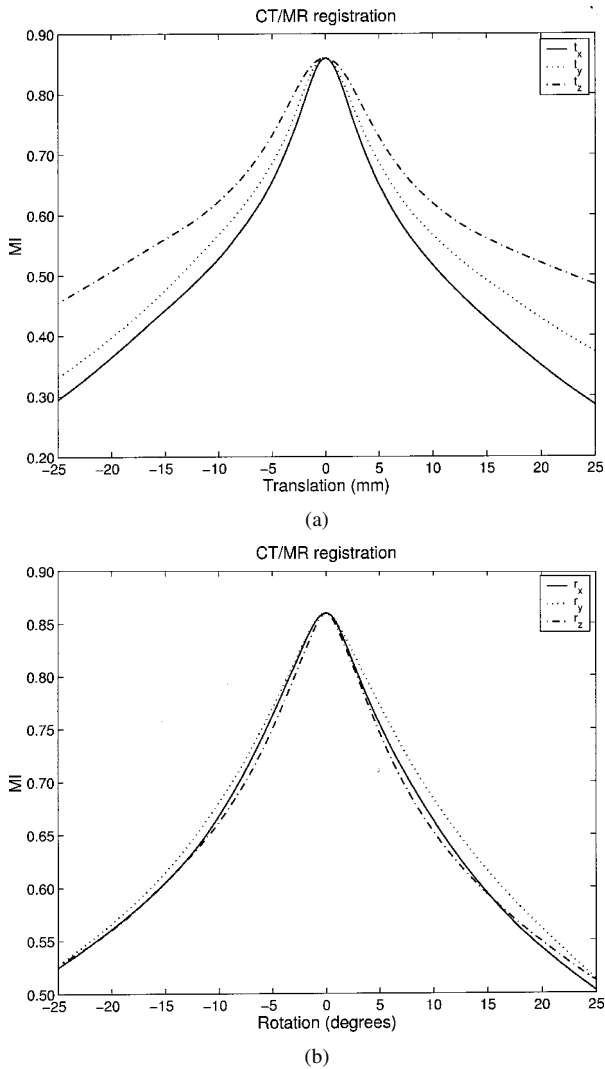 CT/MR registration
0.90
0.80
0.70
0.60
0.50
0.40
0.30
0.20
MI
t_x
t_y
t_z
−25 −20 −15 −10 −5 0 5 10 15 20 25
Translation (mm)
(a)
CT/MR registration
0.90
0.85
0.80
0.75
0.70
0.65
0.60
0.55
0.50
MI
r_x
r_y
r_z
−25 −20 −15 −10 −5 0 5 10 15 20 25
Rotation (degrees)
(b)